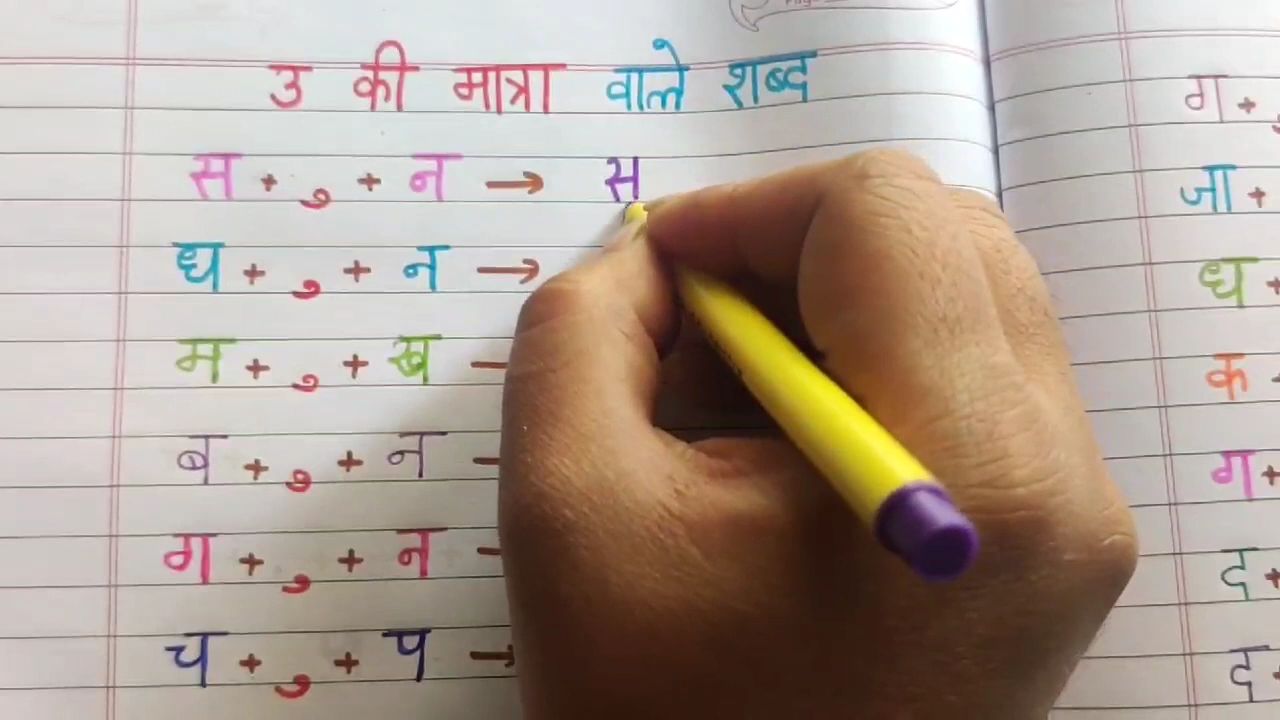 उ की मात्रा वाले शब्द
स + ु + न → स
ध + ु + न →
म + ु + ख -
ब + ु + न -
ग + ु + न -
च + ु + प →
ग +
जा +
ध +
क
ग +
द +
द